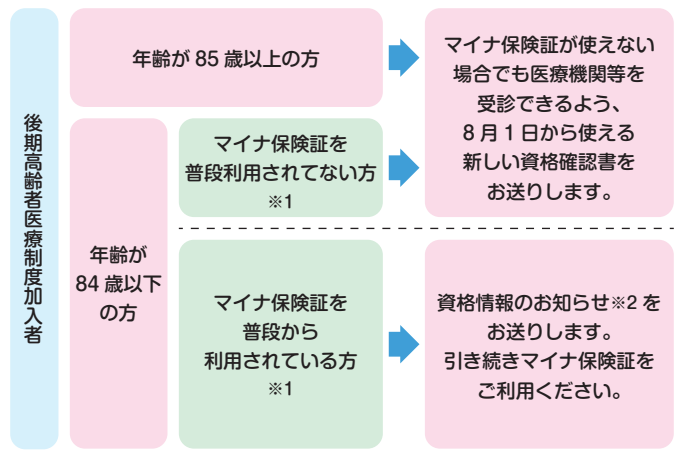 後期高齢者医療制度加入者
年齢が 85 歳以上の方
マイナ保険証が使えない
場合でも医療機関等を
受診できるよう、
8 月 1 日から使える
新しい資格確認書を
お送りします。
年齢が
84 歳以下
の方
マイナ保険証を
普段利用されてない方
※1
マイナ保険証を
普段から
利用されている方
※1
資格情報のお知らせ※2 を
お送りします。
引き続きマイナ保険証を
ご利用ください。